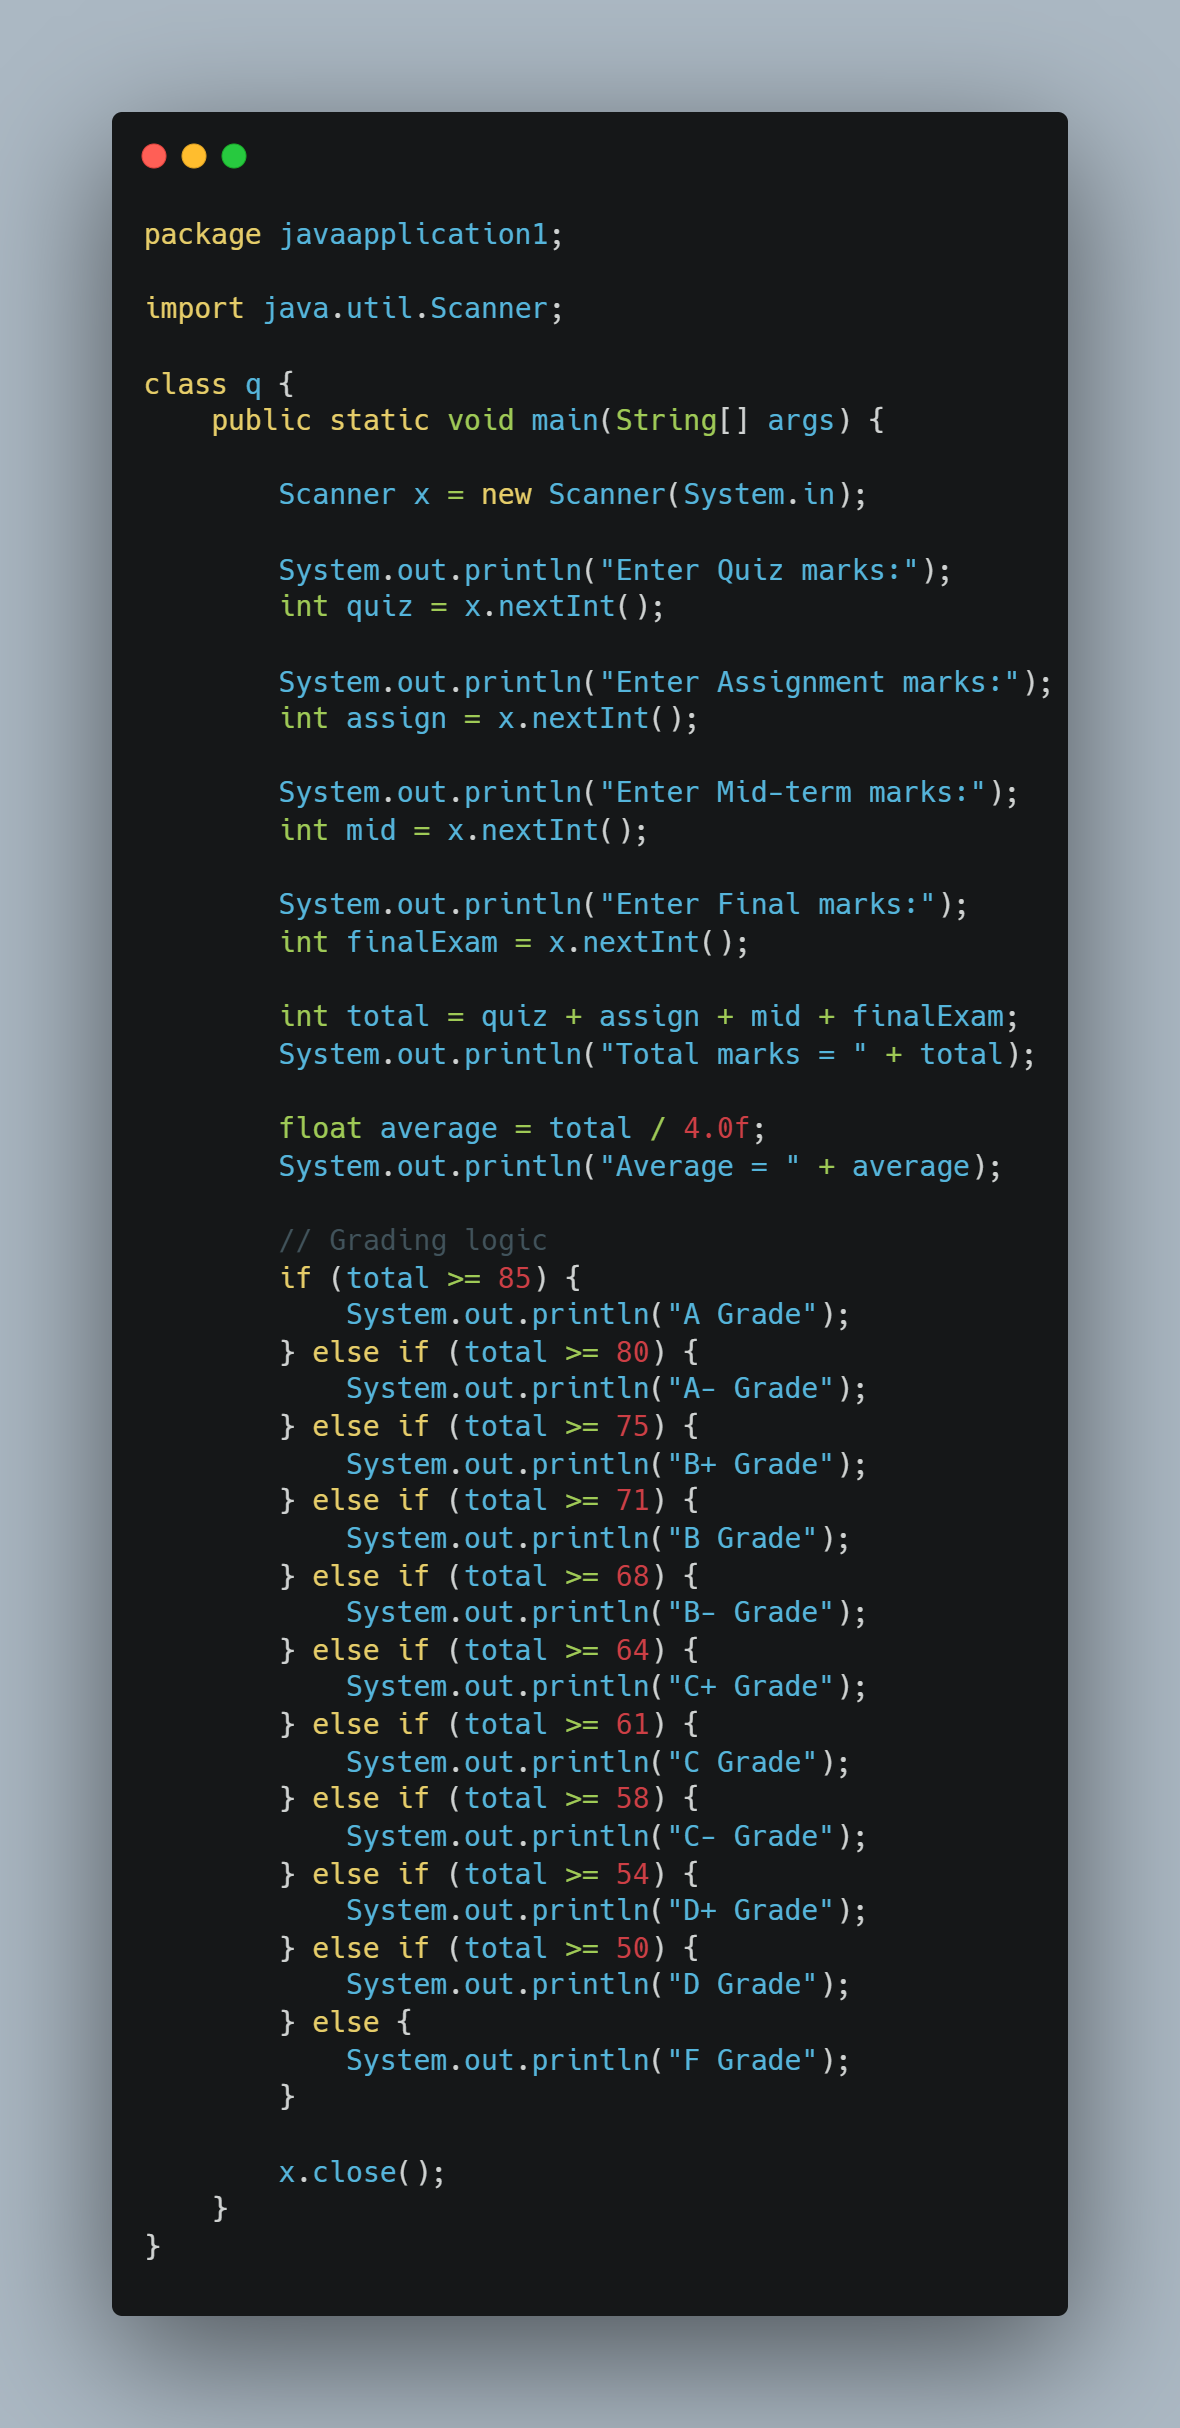 package javaapplication1;
import java.util.Scanner;
class q {
    public static void main(String[] args) {
        Scanner x = new Scanner(System.in);
        System.out.println("Enter Quiz marks:");
        int quiz = x.nextInt();
        System.out.println("Enter Assignment marks:");
        int assign = x.nextInt();
        System.out.println("Enter Mid-term marks:");
        int mid = x.nextInt();
        System.out.println("Enter Final marks:");
        int finalExam = x.nextInt();
        int total = quiz + assign + mid + finalExam;
        System.out.println("Total marks = " + total);
        float average = total / 4.0f;
        System.out.println("Average = " + average);
        // Grading logic
        if (total >= 85) {
            System.out.println("A Grade");
        } else if (total >= 80) {
            System.out.println("A- Grade");
        } else if (total >= 75) {
            System.out.println("B+ Grade");
        } else if (total >= 71) {
            System.out.println("B Grade");
        } else if (total >= 68) {
            System.out.println("B- Grade");
        } else if (total >= 64) {
            System.out.println("C+ Grade");
        } else if (total >= 61) {
            System.out.println("C Grade");
        } else if (total >= 58) {
            System.out.println("C- Grade");
        } else if (total >= 54) {
            System.out.println("D+ Grade");
        } else if (total >= 50) {
            System.out.println("D Grade");
        } else {
            System.out.println("F Grade");
        }
        x.close();
    }
}